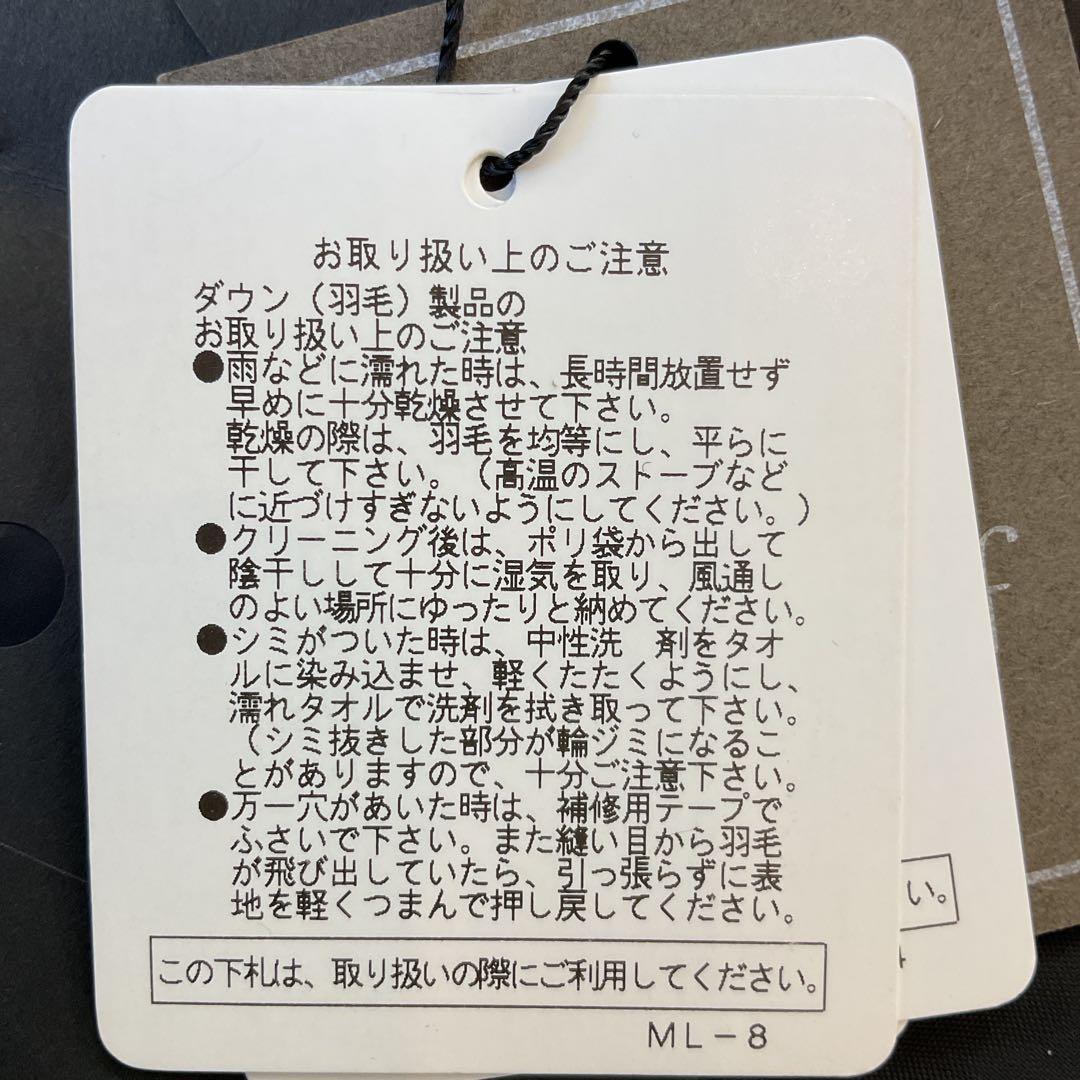 お取り扱い上のご注意
ダウン（羽毛）製品の
お取り扱い上のご注意
●雨などに濡れた時は、長時間放置せず
早めに十分乾燥させて下さい。
乾燥の際は、羽毛を均等にし、平らに
干して下さい。（高温のストーブなど
に近づけすぎないようにしてください。）
●クリーニング後は、ポリ袋から出して
陰干しして十分に湿気を取り、風通し
のよい場所にゆったりと納めてください。
●シミがついた時は、中性洗　剤をタオ
ルに染み込ませ、軽くたたくようにし、
濡れタオルで洗剤を拭き取って下さい。
（シミ抜きした部分が輪ジミになるこ
とがありますので、十分ご注意下さい。
●万一穴があいた時は、補修用テープで
ふさいで下さい。また縫い目から羽毛
が飛び出していたら、引っ張らずに表
地を軽くつまんで押し戻してください。
この下札は、取り扱いの際にご利用してください。
ML－8
い。